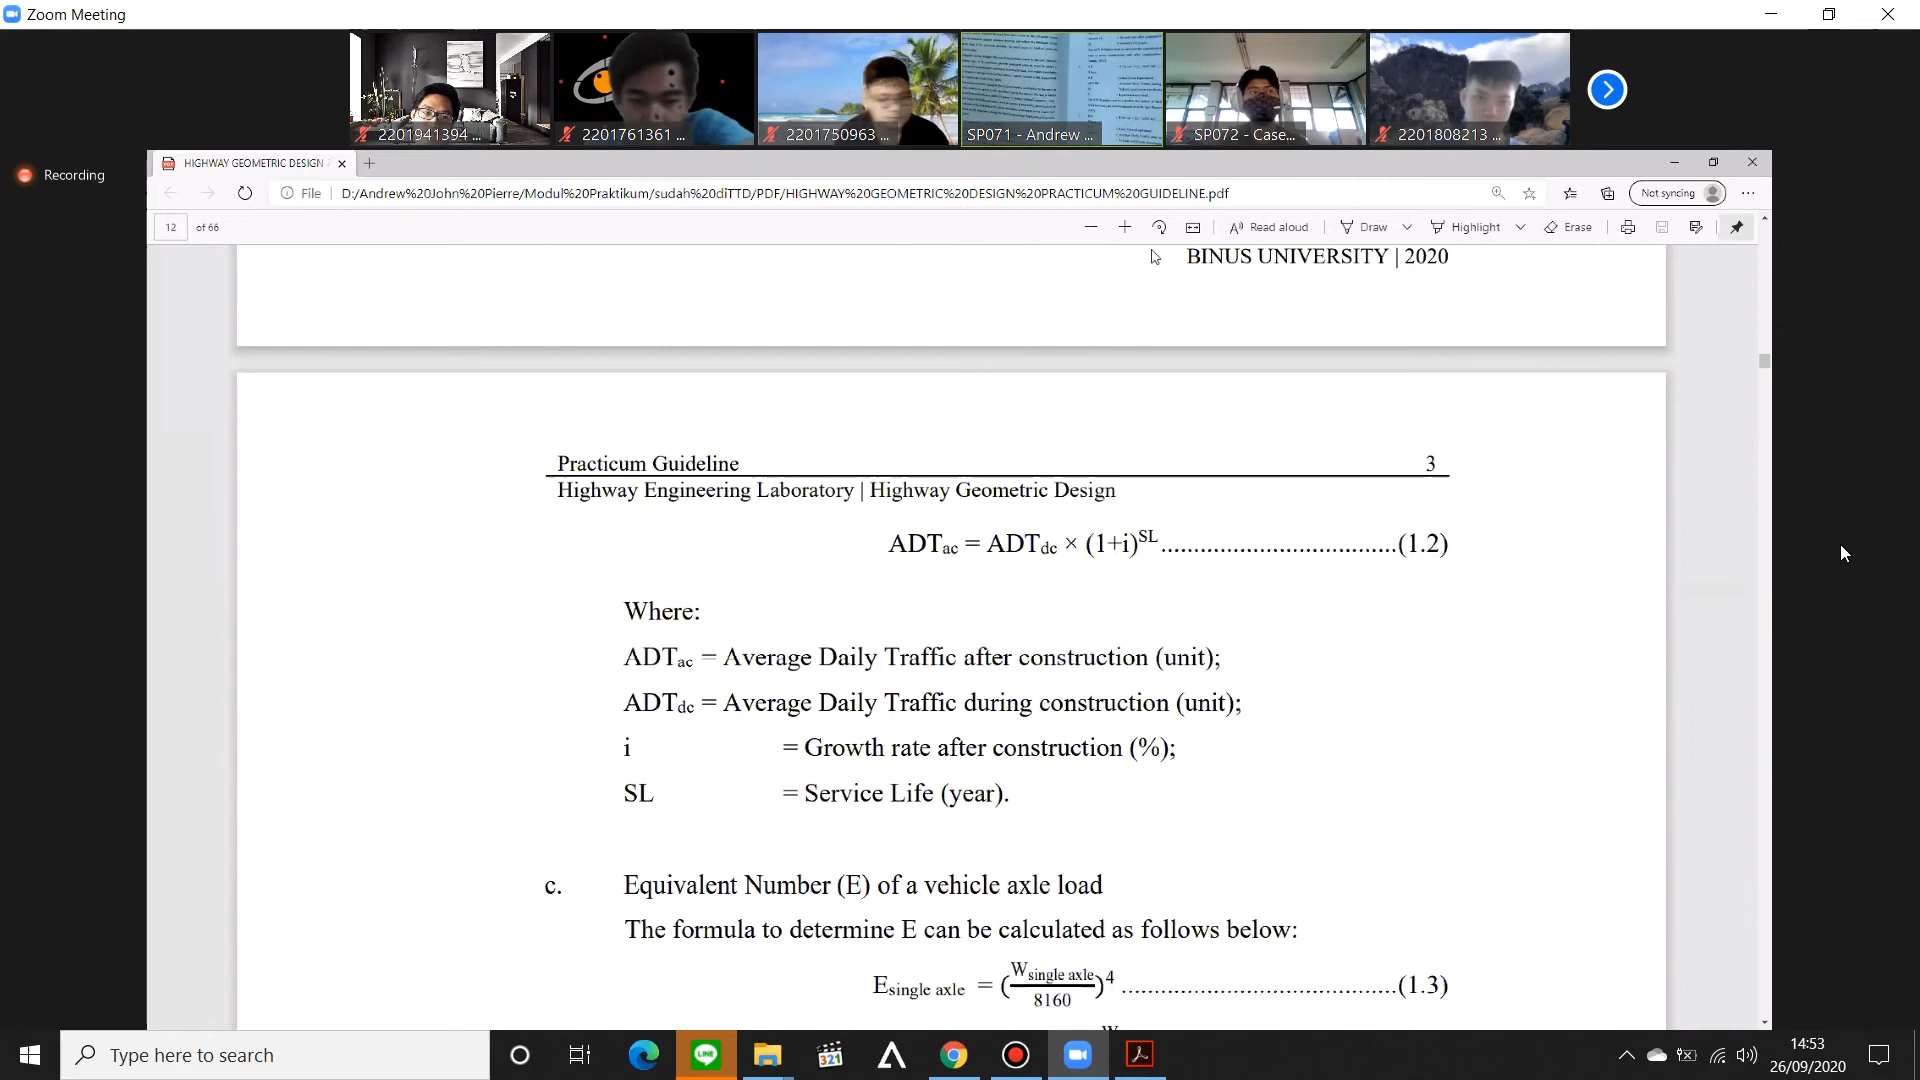 Zoom Meeting
2201941394 ...
2201761361 ...
2201750963 ...
SP071 - Andrew ...
SP072 - Case...
2201808213 ...
Recording
HIGHWAY GEOMETRIC DESIGN
File
D:/Andrew%20John%20Pierre/Modul%20Praktikum/sudah%20diTTD/PDF/HIGHWAY%20GEOMETRIC%20DESIGN%20PRACTICUM%20GUIDELINE.pdf
Not syncing
12 of 66
Read aloud
Draw
Highlight
Erase
BINUS UNIVERSITY | 2020
Practicum Guideline 3
Highway Engineering Laboratory | Highway Geometric Design
ADTac = ADTdc × (1+i)^SL....................................(1.2)
Where:
ADTac = Average Daily Traffic after construction (unit);
ADTdc = Average Daily Traffic during construction (unit);
i = Growth rate after construction (%);
SL = Service Life (year).
c. Equivalent Number (E) of a vehicle axle load
The formula to determine E can be calculated as follows below:
Esingle axle = (Wsingle axle/8160)^4 ..........................................(1.3)
Type here to search
LINE
321
14:53
26/09/2020